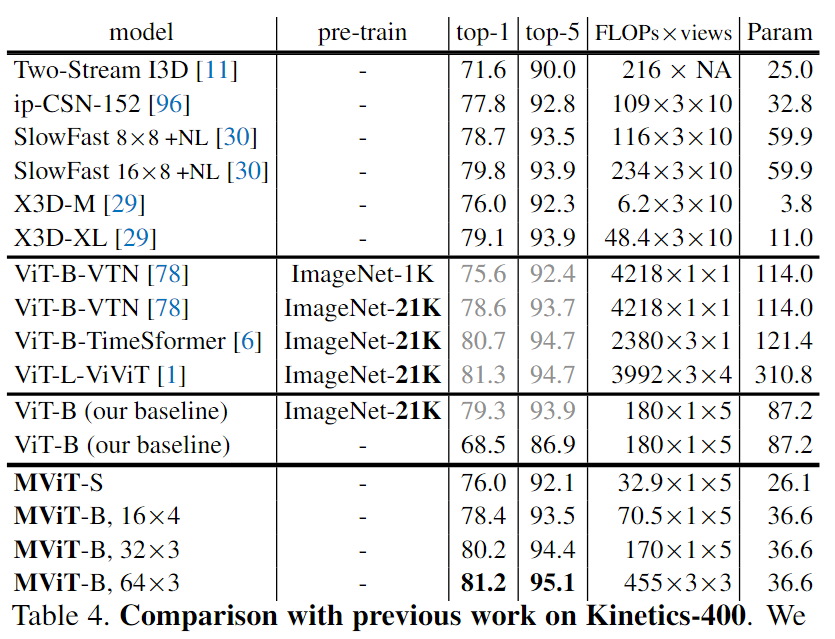 model pre-train top-1 top-5 FLOPs×views Param
Two-Stream I3D [11] - 71.6 90.0 216 × NA 25.0
ip-CSN-152 [96] - 77.8 92.8 109×3×10 32.8
SlowFast 8×8 +NL [30] - 78.7 93.5 116×3×10 59.9
SlowFast 16×8 +NL [30] - 79.8 93.9 234×3×10 59.9
X3D-M [29] - 76.0 92.3 6.2×3×10 3.8
X3D-XL [29] - 79.1 93.9 48.4×3×10 11.0
ViT-B-VTN [78] ImageNet-1K 75.6 92.4 4218×1×1 114.0
ViT-B-VTN [78] ImageNet-21K 78.6 93.7 4218×1×1 114.0
ViT-B-TimeSformer [6] ImageNet-21K 80.7 94.7 2380×3×1 121.4
ViT-L-ViViT [1] ImageNet-21K 81.3 94.7 3992×3×4 310.8
ViT-B (our baseline) ImageNet-21K 79.3 93.9 180×1×5 87.2
ViT-B (our baseline) - 68.5 86.9 180×1×5 87.2
MViT-S - 76.0 92.1 32.9×1×5 26.1
MViT-B, 16×4 - 78.4 93.5 70.5×1×5 36.6
MViT-B, 32×3 - 80.2 94.4 170×1×5 36.6
MViT-B, 64×3 - 81.2 95.1 455×3×3 36.6
Table 4. Comparison with previous work on Kinetics-400. We